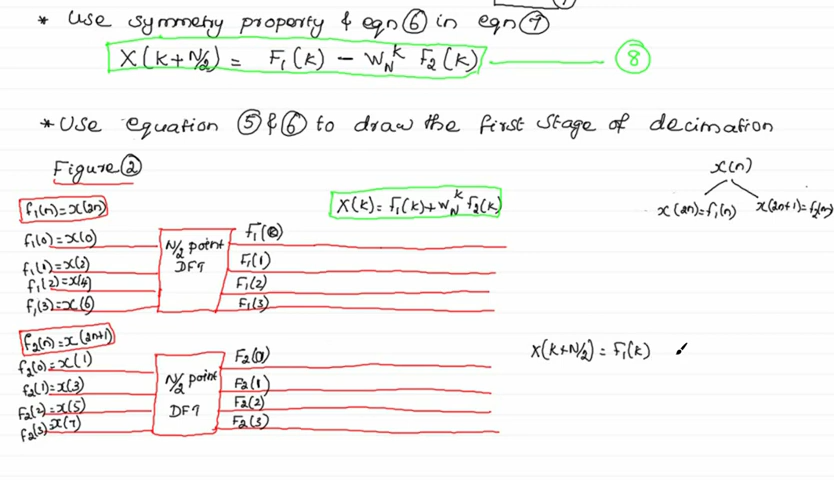 * Use symmetry property & eqn ⑥ in eqn ⑦
X(k+N/2) = F₁(k) − W_N^k F₂(k) ⑧
* Use equation ⑤ & ⑥ to draw the first stage of decimation
Figure ②
x(n)
f₁(n)=x(2n)
X(k)=F₁(k)+W_N^k F₂(k)
x(2n)=f₁(n) x(2n+1)=f₂(n)
f₁(0)=x(0)
f₁(1)=x(2)
f₁(2)=x(4)
f₁(3)=x(6)
N/2 point
DFT
F₁(0)
F₁(1)
F₁(2)
F₁(3)
f₂(n)=x(2n+1)
f₂(0)=x(1)
f₂(1)=x(3)
f₂(2)=x(5)
f₂(3)=x(7)
N/2 point
DFT
F₂(0)
F₂(1)
F₂(2)
F₂(3)
X(k+N/2) = F₁(k)